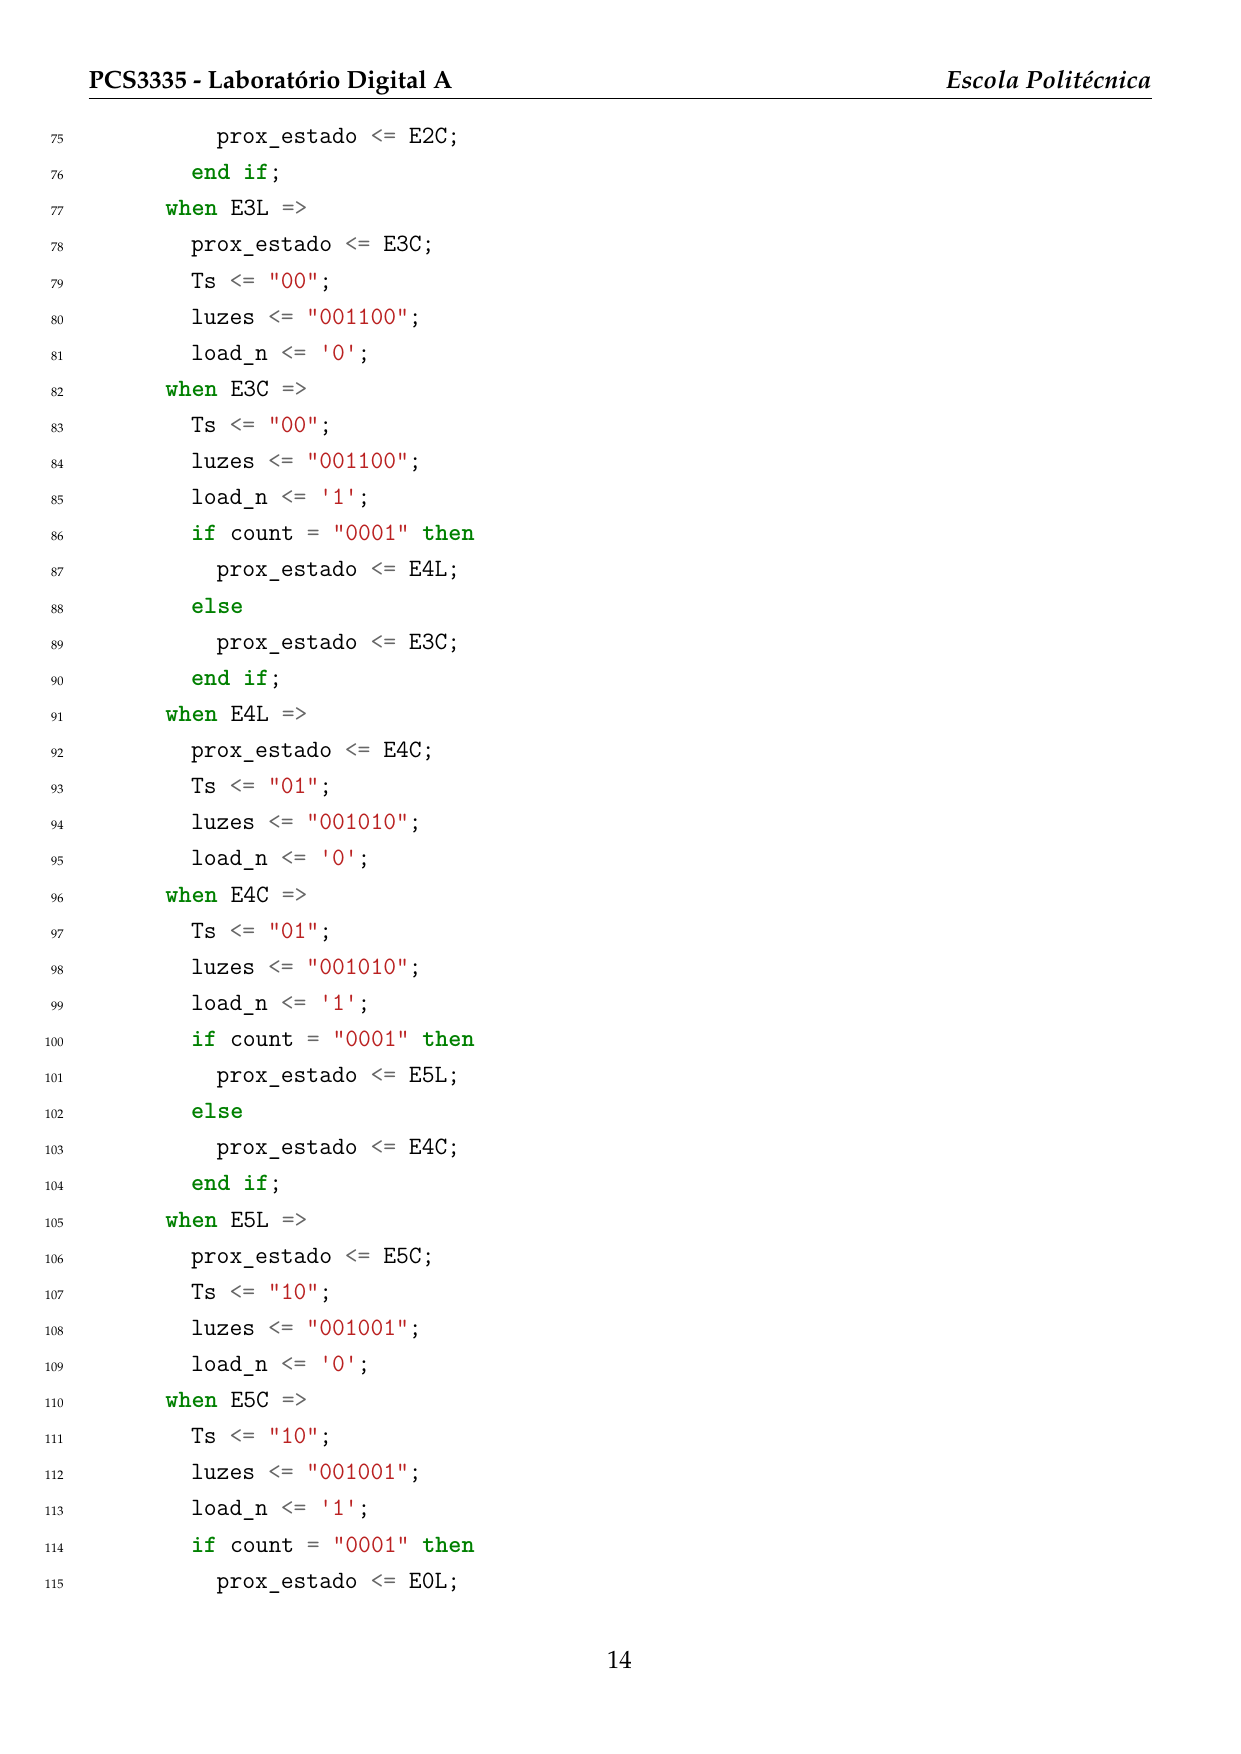 PCS3335 - Laboratório Digital A Escola Politécnica
75 prox_estado <= E2C;
76 end if;
77 when E3L =>
78 prox_estado <= E3C;
79 Ts <= "00";
80 luzes <= "001100";
81 load_n <= '0';
82 when E3C =>
83 Ts <= "00";
84 luzes <= "001100";
85 load_n <= '1';
86 if count = "0001" then
87 prox_estado <= E4L;
88 else
89 prox_estado <= E3C;
90 end if;
91 when E4L =>
92 prox_estado <= E4C;
93 Ts <= "01";
94 luzes <= "001010";
95 load_n <= '0';
96 when E4C =>
97 Ts <= "01";
98 luzes <= "001010";
99 load_n <= '1';
100 if count = "0001" then
101 prox_estado <= E5L;
102 else
103 prox_estado <= E4C;
104 end if;
105 when E5L =>
106 prox_estado <= E5C;
107 Ts <= "10";
108 luzes <= "001001";
109 load_n <= '0';
110 when E5C =>
111 Ts <= "10";
112 luzes <= "001001";
113 load_n <= '1';
114 if count = "0001" then
115 prox_estado <= E0L;
14